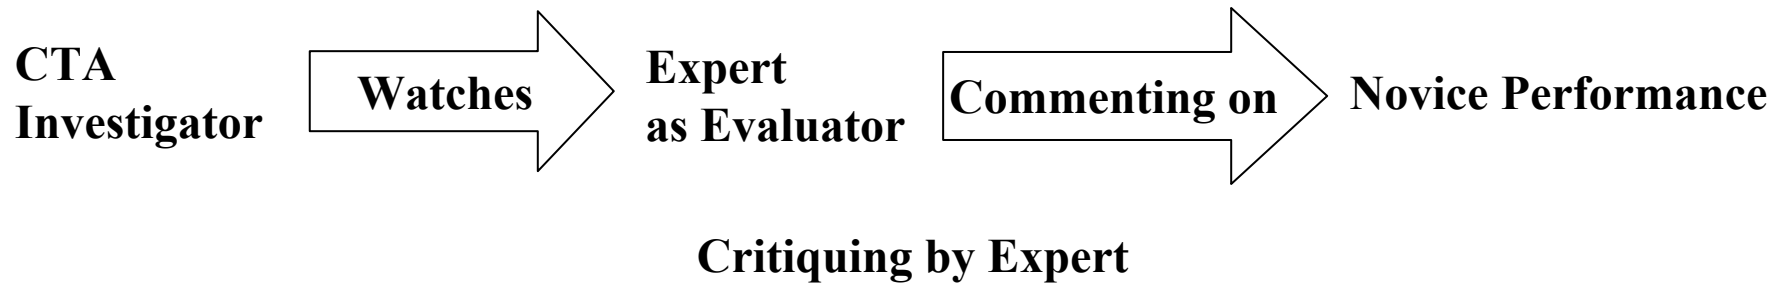 CTA
Investigator
Watches
Expert
as Evaluator
Commenting on
Novice Performance
Critiquing by Expert